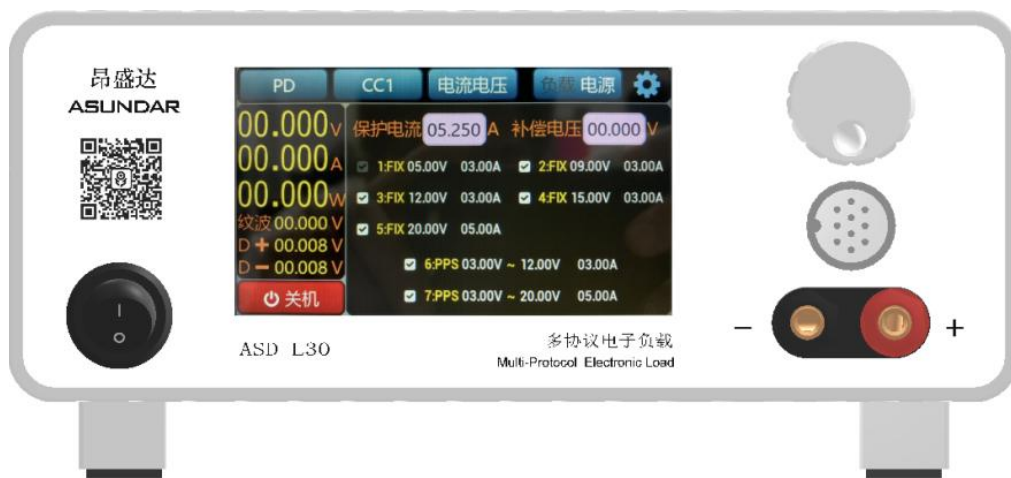 昂盛达
ASUNDAR
PD CC1 电流电压 负载 电源
00.000V
00.000A
00.000W
纹波 00.000 V
D+ 00.008 V
D- 00.008 V
关机
保护电流 05.250 A 补偿电压 00.000 V
1:FIX 05.00V 03.00A 2:FIX 09.00V 03.00A
3:FIX 12.00V 03.00A 4:FIX 15.00V 03.00A
5:FIX 20.00V 05.00A
6:PPS 03.00V ~ 12.00V 03.00A
7:PPS 03.00V ~ 20.00V 05.00A
ASD L30
多协议电子负载
Multi-Protocol Electronic Load
− +